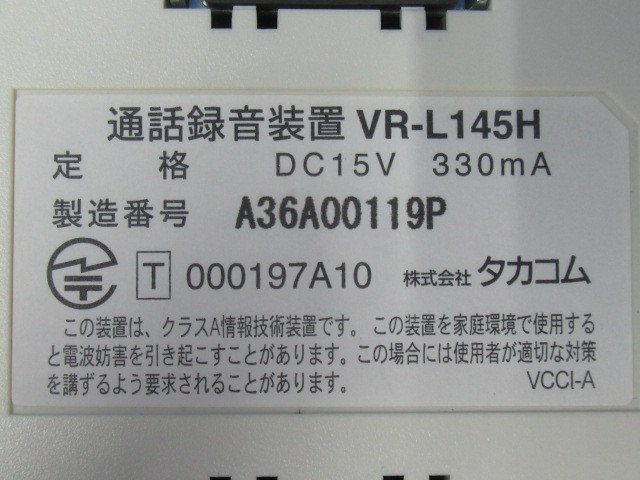 通話録音装置 VR-L145H
定 格 DC15V 330mA
製造番号 A36A00119P
T 000197A10 株式会社 タカコム
この装置は、クラスA情報技術装置です。この装置を家庭環境で使用する
と電波妨害を引き起こすことがあります。この場合には使用者が適切な対策
を講ずるよう要求されることがあります。 VCCI-A